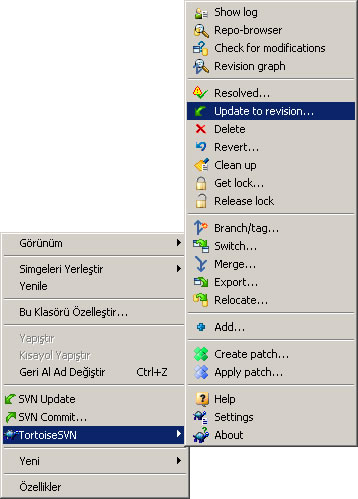 Show log
Repo-browser
Check for modifications
Revision graph
Resolved...
Update to revision...
Delete
Revert...
Clean up
Get lock...
Release lock
Branch/tag...
Switch...
Merge...
Export...
Relocate...
Add...
Create patch...
Apply patch...
Help
Settings
About
Görünüm
Simgeleri Yerleştir
Yenile
Bu Klasörü Özelleştir...
Yapıştır
Kısayol Yapıştır
Geri Al Ad Değiştir Ctrl+Z
SVN Update
SVN Commit...
TortoiseSVN
Yeni
Özellikler